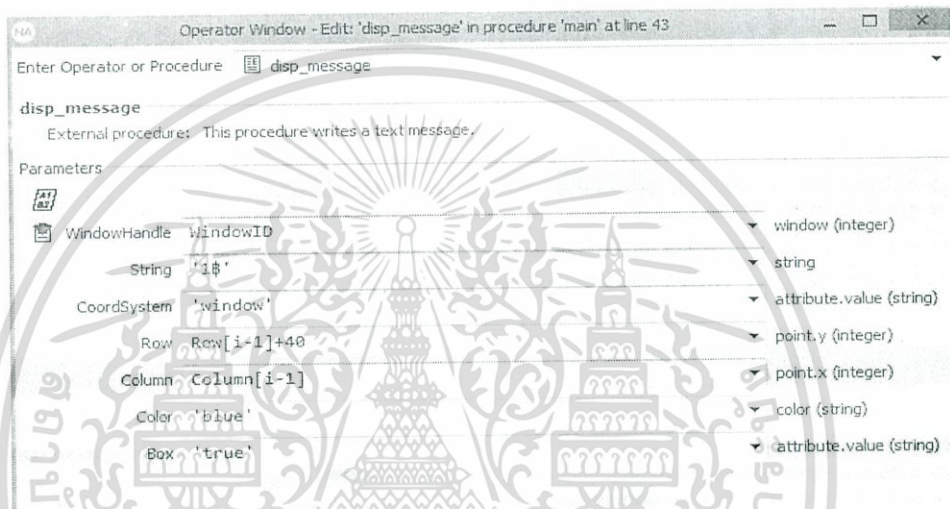 Operator Window - Edit: 'disp_message' in procedure 'main' at line 43
Enter Operator or Procedure disp_message
disp_message
External procedure: This procedure writes a text message.
Parameters
WindowHandle WindowID window (integer)
String '1฿' string
CoordSystem 'window' attribute.value (string)
Row Row[i-1]+40 point.y (integer)
Column Column[i-1] point.x (integer)
Color 'blue' color (string)
Box 'true' attribute.value (string)